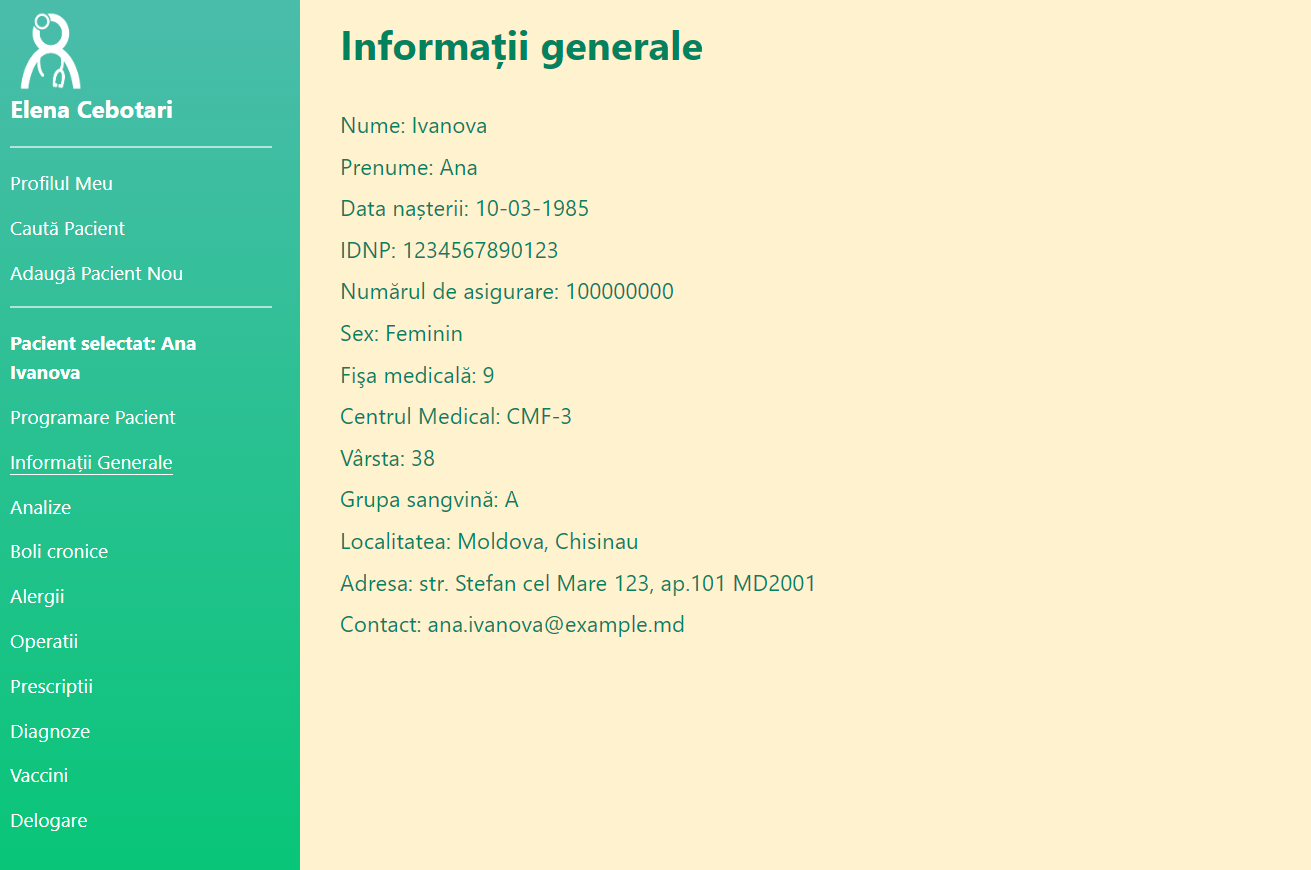 Elena Cebotari
Profilul Meu
Caută Pacient
Adaugă Pacient Nou
Pacient selectat: Ana
Ivanova
Programare Pacient
Informații Generale
Analize
Boli cronice
Alergii
Operatii
Prescriptii
Diagnoze
Vaccini
Delogare
Informații generale
Nume: Ivanova
Prenume: Ana
Data nașterii: 10-03-1985
IDNP: 1234567890123
Numărul de asigurare: 100000000
Sex: Feminin
Fişa medicală: 9
Centrul Medical: CMF-3
Vârsta: 38
Grupa sangvină: A
Localitatea: Moldova, Chisinau
Adresa: str. Stefan cel Mare 123, ap.101 MD2001
Contact: ana.ivanova@example.md